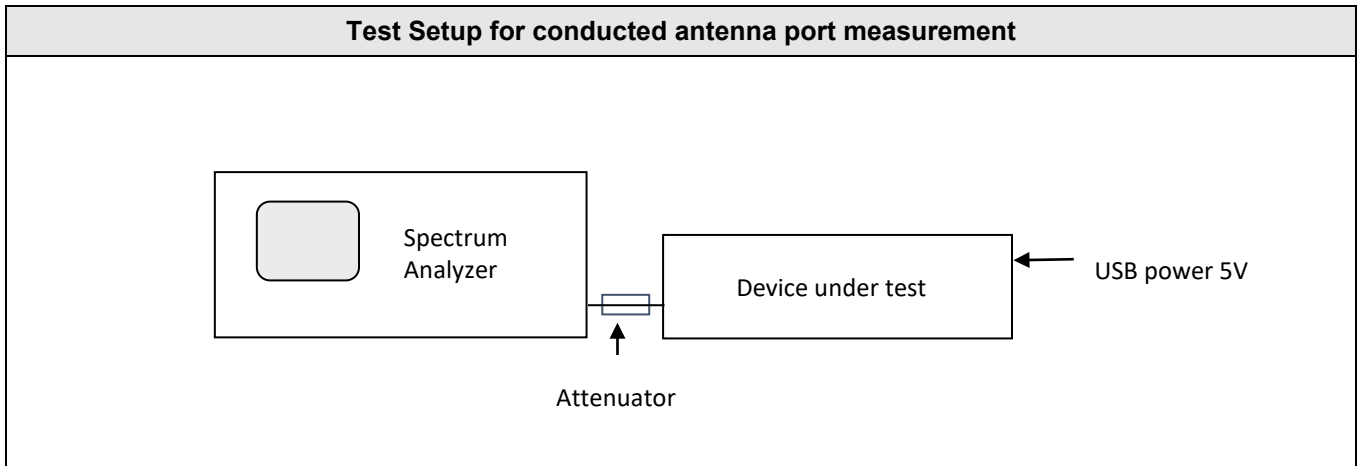 Test Setup for conducted antenna port measurement
Spectrum
Analyzer
Device under test
USB power 5V
Attenuator